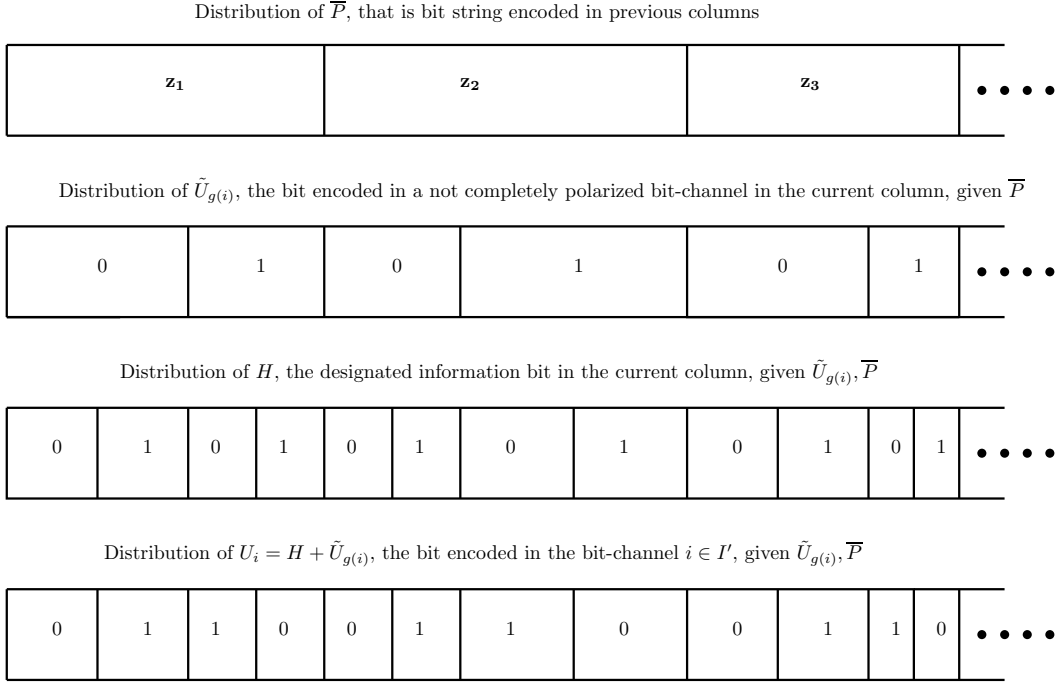 Distribution of P̅, that is bit string encoded in previous columns
z₁ z₂ z₃
Distribution of Ũ_{g(i)}, the bit encoded in a not completely polarized bit-channel in the current column, given P̅
0 1 0 1 0 1
Distribution of H, the designated information bit in the current column, given Ũ_{g(i)}, P̅
0 1 0 1 0 1 0 1 0 1 0 1
Distribution of U_i = H + Ũ_{g(i)}, the bit encoded in the bit-channel i ∈ I′, given Ũ_{g(i)}, P̅
0 1 1 0 0 1 1 0 0 1 1 0